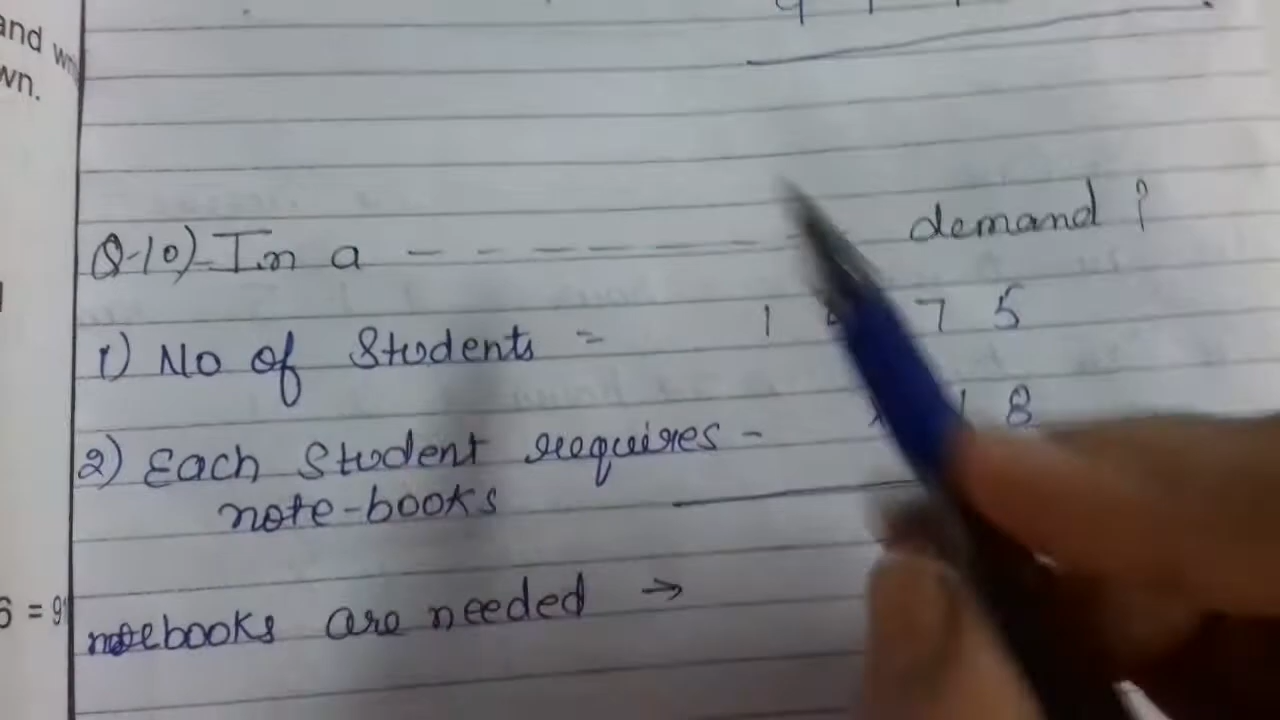 and
wn.
Q-10) In a - - - - - - - demand ?
1) No of Students = 1 7 5
2) Each Student requires - 1 8
note-books
notebooks are needed →
6 = 9